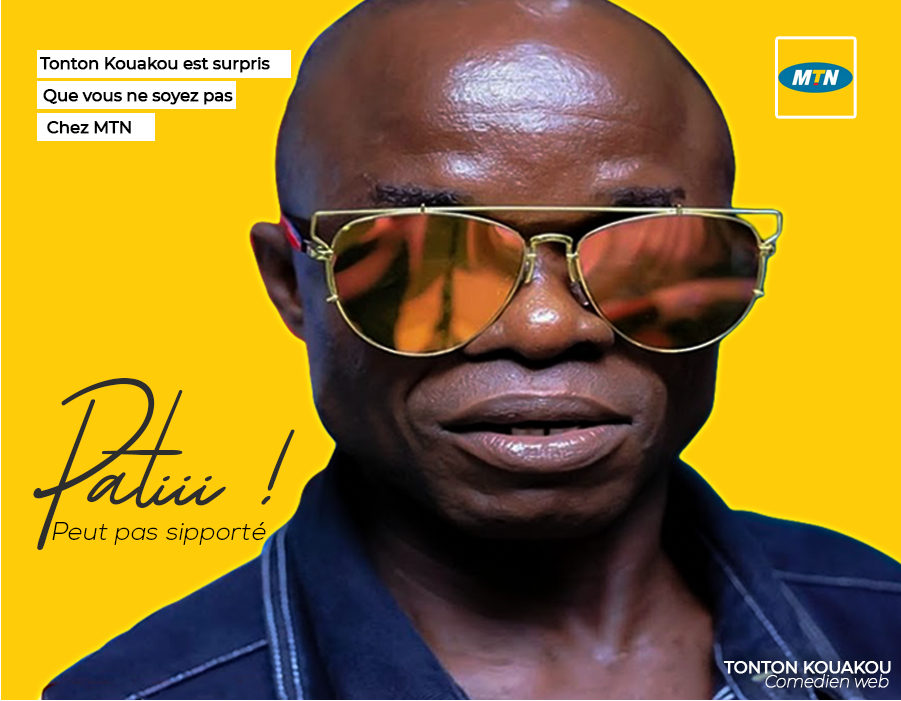 Tonton Kouakou est surpris
Que vous ne soyez pas
Chez MTN
MTN
Patiii !
Peut pas sipporté
TONTON KOUAKOU
Comedien web